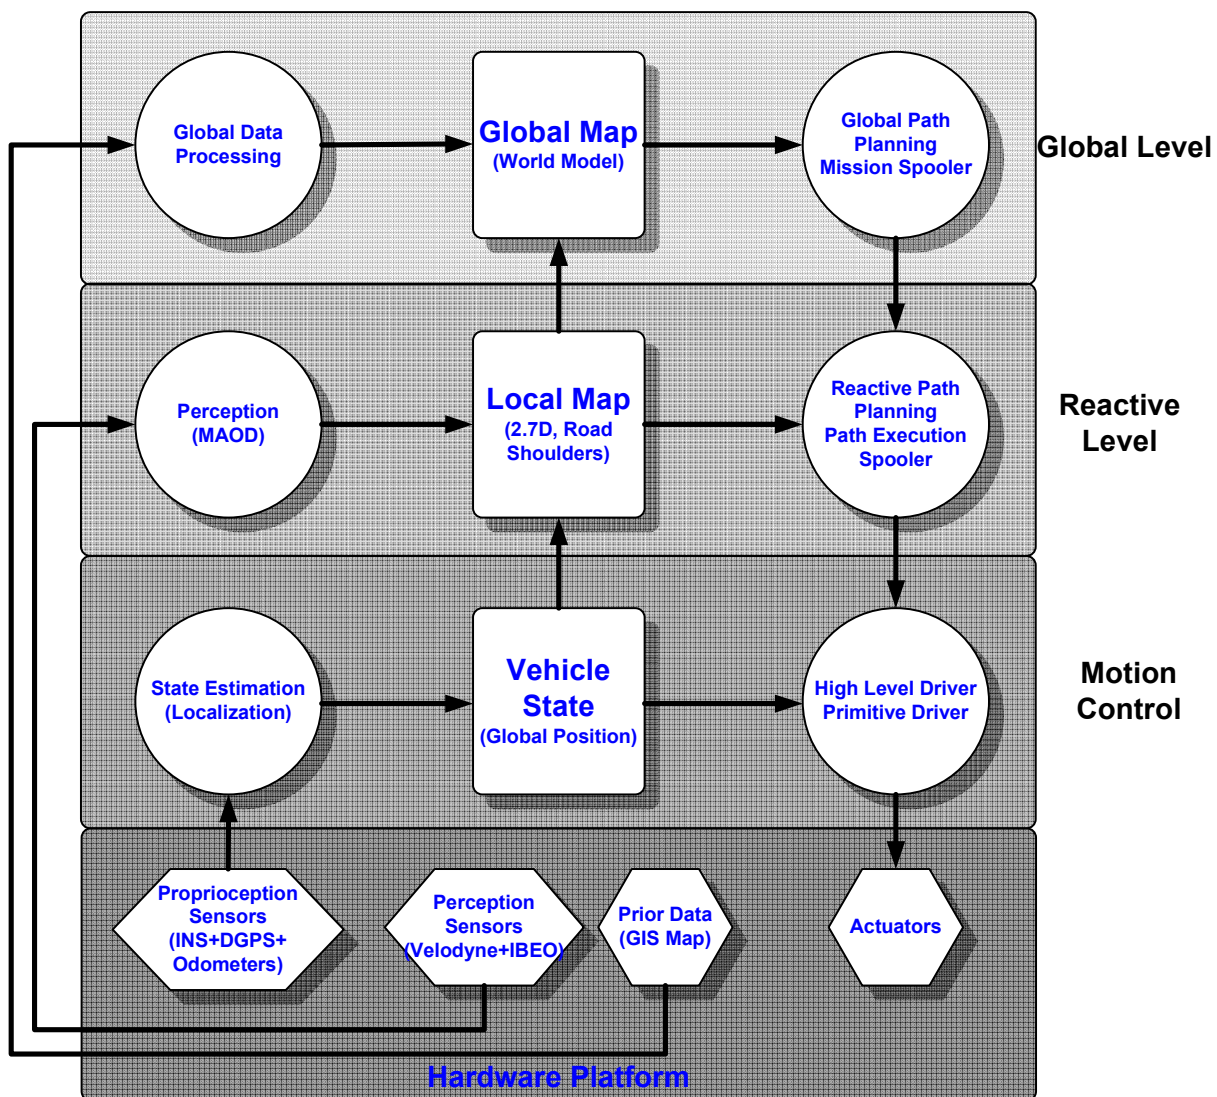 Global Data
Processing
Global Map
(World Model)
Global Path
Planning
Mission Spooler
Global Level
Perception
(MAOD)
Local Map
(2.7D, Road
Shoulders)
Reactive Path
Planning
Path Execution
Spooler
Reactive
Level
State Estimation
(Localization)
Vehicle
State
(Global Position)
High Level Driver
Primitive Driver
Motion
Control
Proprioception
Sensors
(INS+DGPS+
Odometers)
Perception
Sensors
(Velodyne+IBEO)
Prior Data
(GIS Map)
Actuators
Hardware Platform